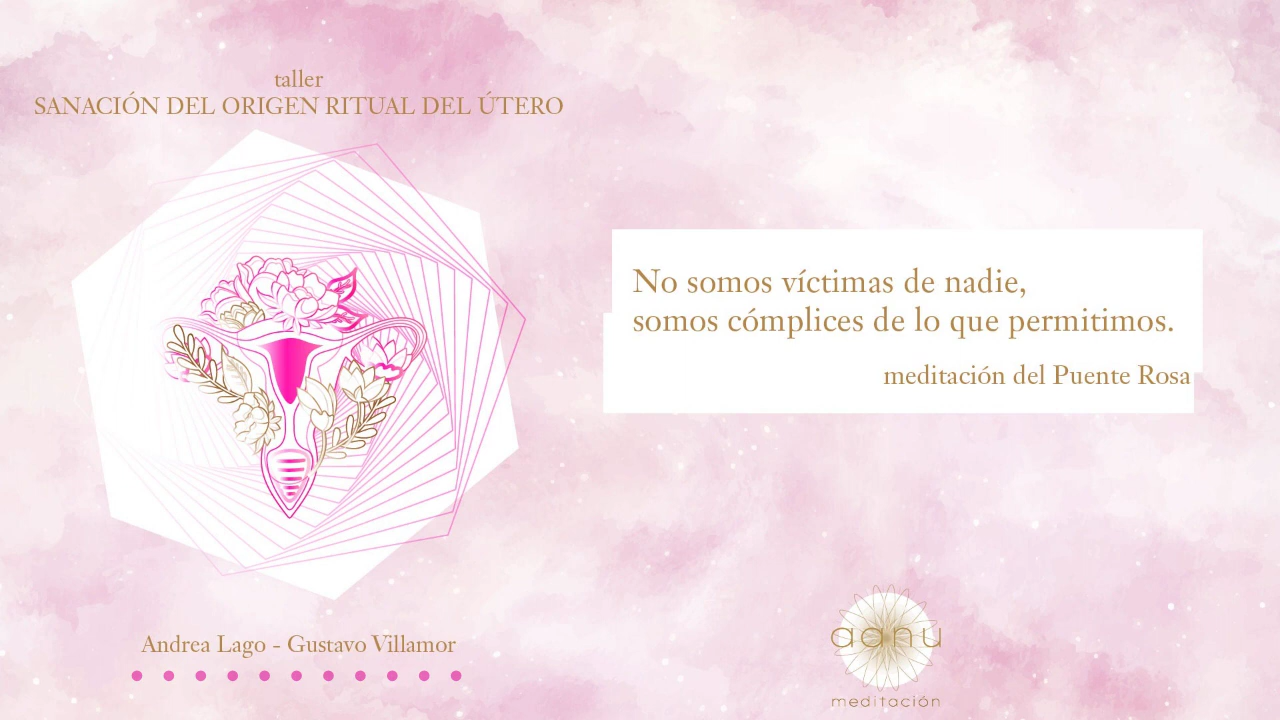 taller
SANACIÓN DEL ORIGEN RITUAL DEL ÚTERO
No somos víctimas de nadie,
somos cómplices de lo que permitimos.
meditación del Puente Rosa
Andrea Lago - Gustavo Villamor
aanu
meditación